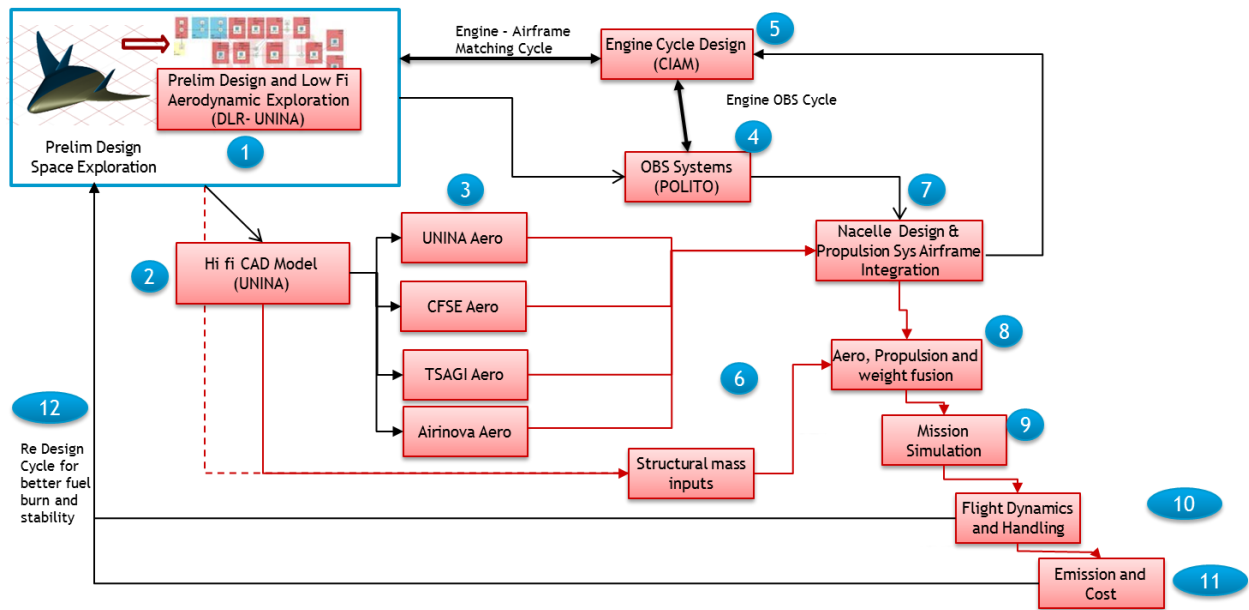 Prelim Design and Low Fi
Aerodynamic Exploration
(DLR- UNINA)
1
Prelim Design
Space Exploration
Engine - Airframe
Matching Cycle
5
Engine Cycle Design
(CIAM)
Engine OBS Cycle
4
OBS Systems
(POLITO)
7
Nacelle Design &
Propulsion Sys Airframe
Integration
3
2
Hi fi CAD Model
(UNINA)
UNINA Aero
CFSE Aero
TSAGI Aero
Airinova Aero
6
8
Aero, Propulsion and
weight fusion
9
Mission
Simulation
Structural mass
inputs
12
Re Design
Cycle for
better fuel
burn and
stability
10
Flight Dynamics
and Handling
11
Emission and
Cost